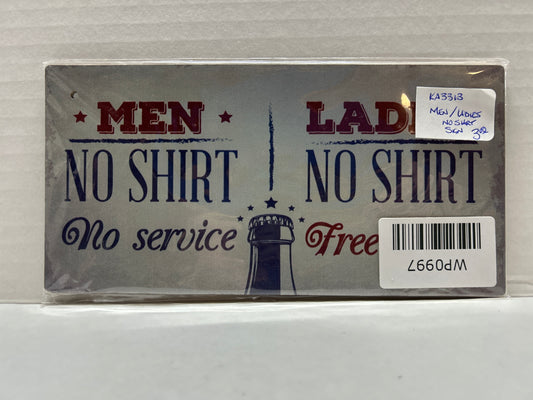 MEN
NO SHIRT
No service
LAD
NO SHIRT
Free
KA3313
MEN/LADIES
NO SHIRT
SIGN
WP0997